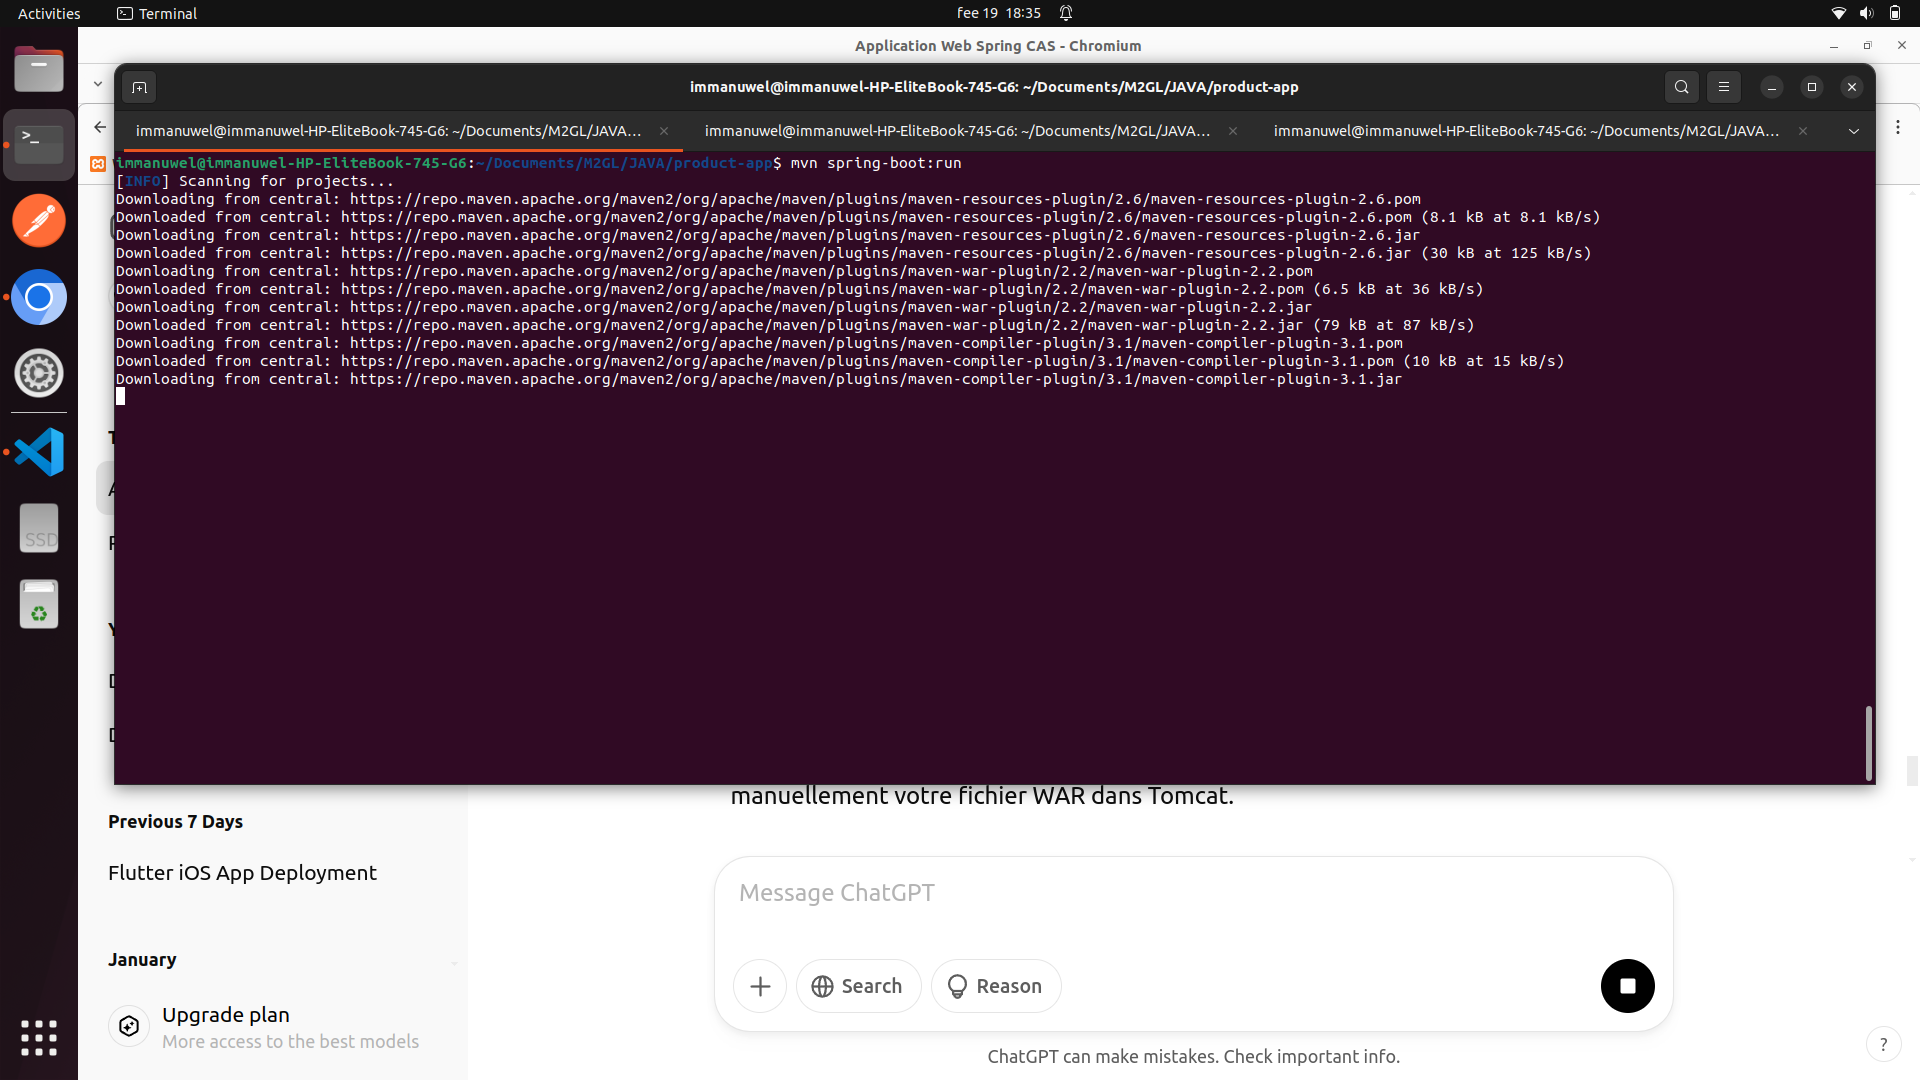 Activities
Terminal
fee 19 18:35
Application Web Spring CAS - Chromium
immanuwel@immanuwel-HP-EliteBook-745-G6: ~/Documents/M2GL/JAVA/product-app
immanuwel@immanuwel-HP-EliteBook-745-G6: ~/Documents/M2GL/JAVA...
immanuwel@immanuwel-HP-EliteBook-745-G6: ~/Documents/M2GL/JAVA...
immanuwel@immanuwel-HP-EliteBook-745-G6: ~/Documents/M2GL/JAVA...
immanuwel@immanuwel-HP-EliteBook-745-G6:~/Documents/M2GL/JAVA/product-app$ mvn spring-boot:run
[INFO] Scanning for projects...
Downloading from central: https://repo.maven.apache.org/maven2/org/apache/maven/plugins/maven-resources-plugin/2.6/maven-resources-plugin-2.6.pom
Downloaded from central: https://repo.maven.apache.org/maven2/org/apache/maven/plugins/maven-resources-plugin/2.6/maven-resources-plugin-2.6.pom (8.1 kB at 8.1 kB/s)
Downloading from central: https://repo.maven.apache.org/maven2/org/apache/maven/plugins/maven-resources-plugin/2.6/maven-resources-plugin-2.6.jar
Downloaded from central: https://repo.maven.apache.org/maven2/org/apache/maven/plugins/maven-resources-plugin/2.6/maven-resources-plugin-2.6.jar (30 kB at 125 kB/s)
Downloading from central: https://repo.maven.apache.org/maven2/org/apache/maven/plugins/maven-war-plugin/2.2/maven-war-plugin-2.2.pom
Downloaded from central: https://repo.maven.apache.org/maven2/org/apache/maven/plugins/maven-war-plugin/2.2/maven-war-plugin-2.2.pom (6.5 kB at 36 kB/s)
Downloading from central: https://repo.maven.apache.org/maven2/org/apache/maven/plugins/maven-war-plugin/2.2/maven-war-plugin-2.2.jar
Downloaded from central: https://repo.maven.apache.org/maven2/org/apache/maven/plugins/maven-war-plugin/2.2/maven-war-plugin-2.2.jar (79 kB at 87 kB/s)
Downloading from central: https://repo.maven.apache.org/maven2/org/apache/maven/plugins/maven-compiler-plugin/3.1/maven-compiler-plugin-3.1.pom
Downloaded from central: https://repo.maven.apache.org/maven2/org/apache/maven/plugins/maven-compiler-plugin/3.1/maven-compiler-plugin-3.1.pom (10 kB at 15 kB/s)
Downloading from central: https://repo.maven.apache.org/maven2/org/apache/maven/plugins/maven-compiler-plugin/3.1/maven-compiler-plugin-3.1.jar
SSD
manuellement votre fichier WAR dans Tomcat.
Previous 7 Days
Flutter iOS App Deployment
January
Upgrade plan
More access to the best models
Message ChatGPT
Search
Reason
ChatGPT can make mistakes. Check important info.
?